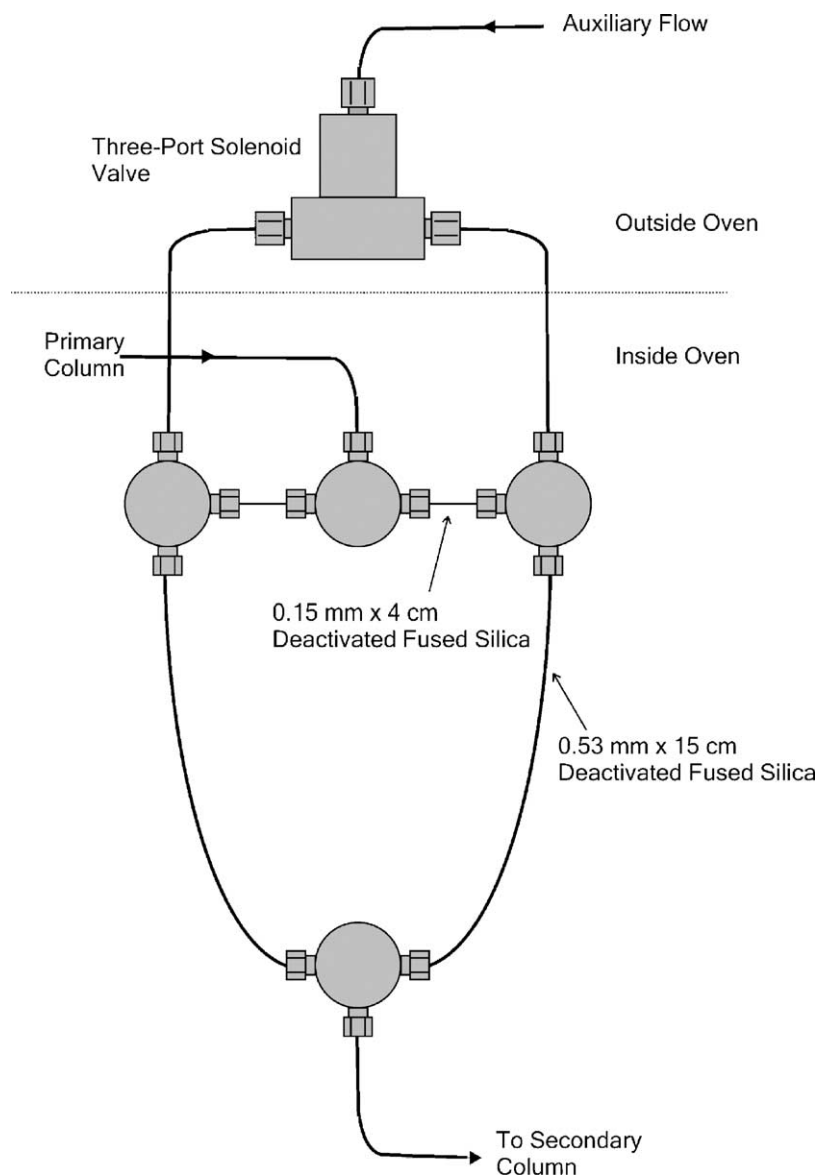 Auxiliary Flow
Three-Port Solenoid
Valve
Outside Oven
Primary
Column
Inside Oven
0.15 mm x 4 cm
Deactivated Fused Silica
0.53 mm x 15 cm
Deactivated Fused Silica
To Secondary
Column